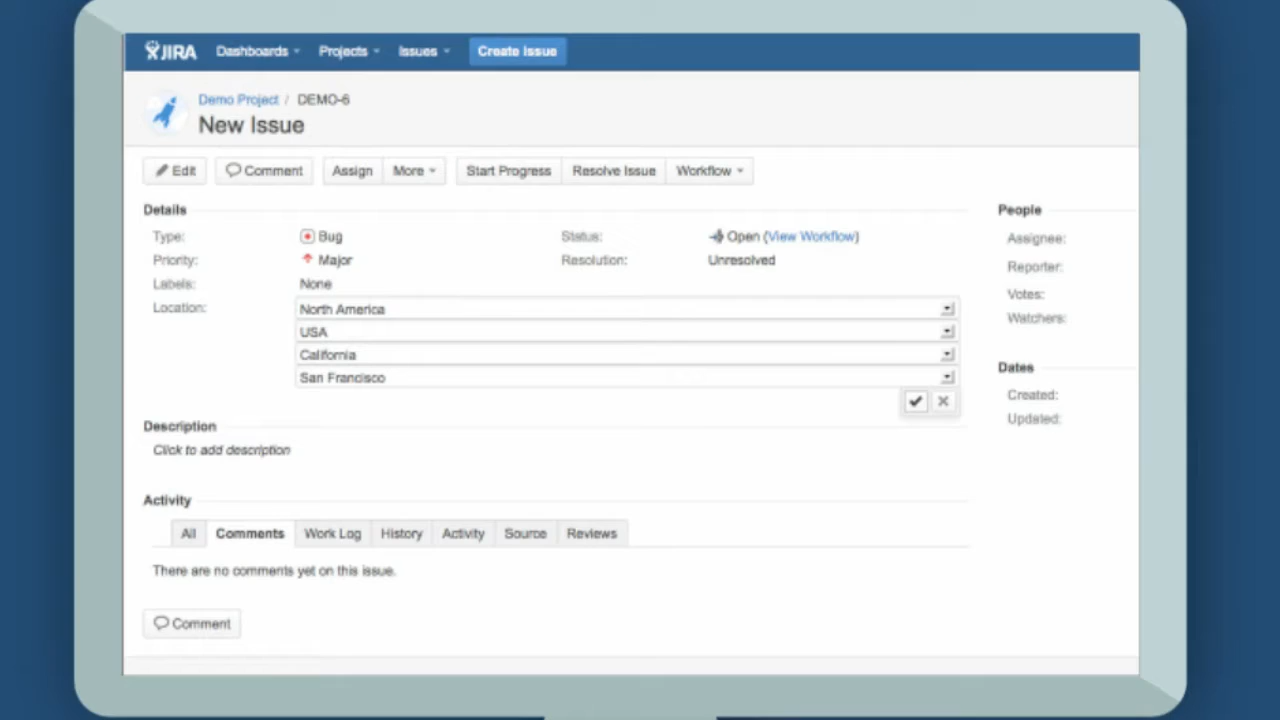 JIRA Dashboards Projects Issues Create Issue
Demo Project / DEMO-6
New Issue
Edit Comment Assign More Start Progress Resolve Issue Workflow
Details People
Type: Bug Status: Open (View Workflow) Assignee:
Priority: Major Resolution: Unresolved Reporter:
Labels: None Votes:
Location: North America Watchers:
USA
California
San Francisco
Dates
Created:
Updated:
Description
Click to add description
Activity
All Comments Work Log History Activity Source Reviews
There are no comments yet on this issue.
Comment